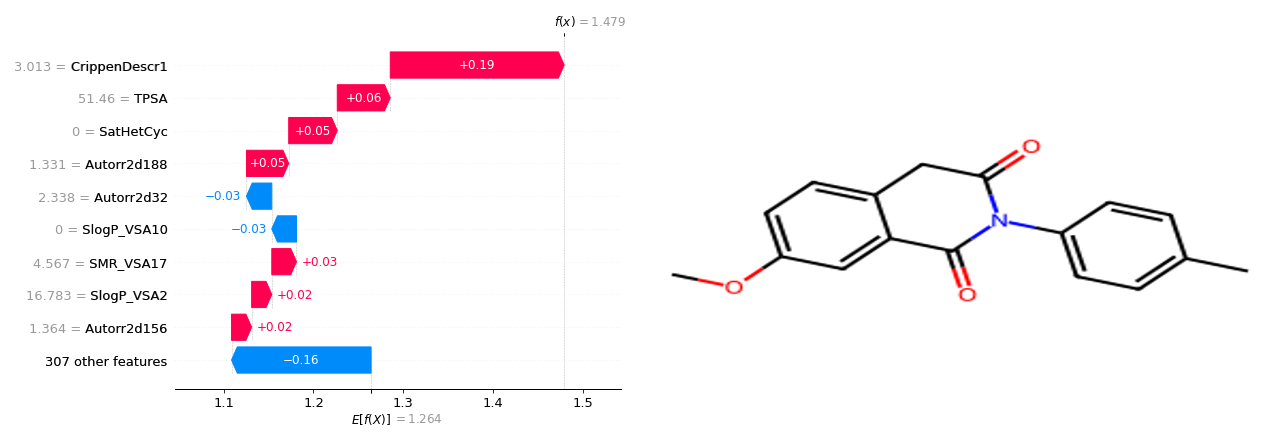 f(x) = 1.479
3.013 = CrippenDescr1
+0.19
51.46 = TPSA
+0.06
0 = SatHetCyc
+0.05
1.331 = Autorr2d188
+0.05
2.338 = Autorr2d32
−0.03
0 = SlogP_VSA10
−0.03
4.567 = SMR_VSA17
+0.03
16.783 = SlogP_VSA2
+0.02
1.364 = Autorr2d156
+0.02
307 other features
−0.16
1.1 1.2 1.3 1.4 1.5
E[f(X)] = 1.264
O
N
O
O